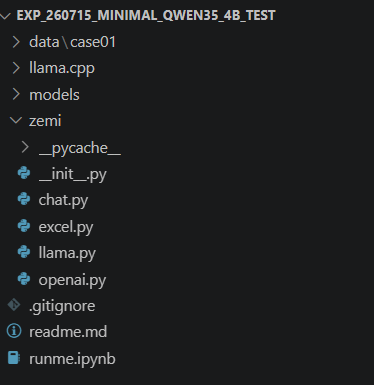 EXP_260715_MINIMAL_QWEN35_4B_TEST
data\case01
llama.cpp
models
zemi
__pycache__
__init__.py
chat.py
excel.py
llama.py
openai.py
.gitignore
readme.md
runme.ipynb